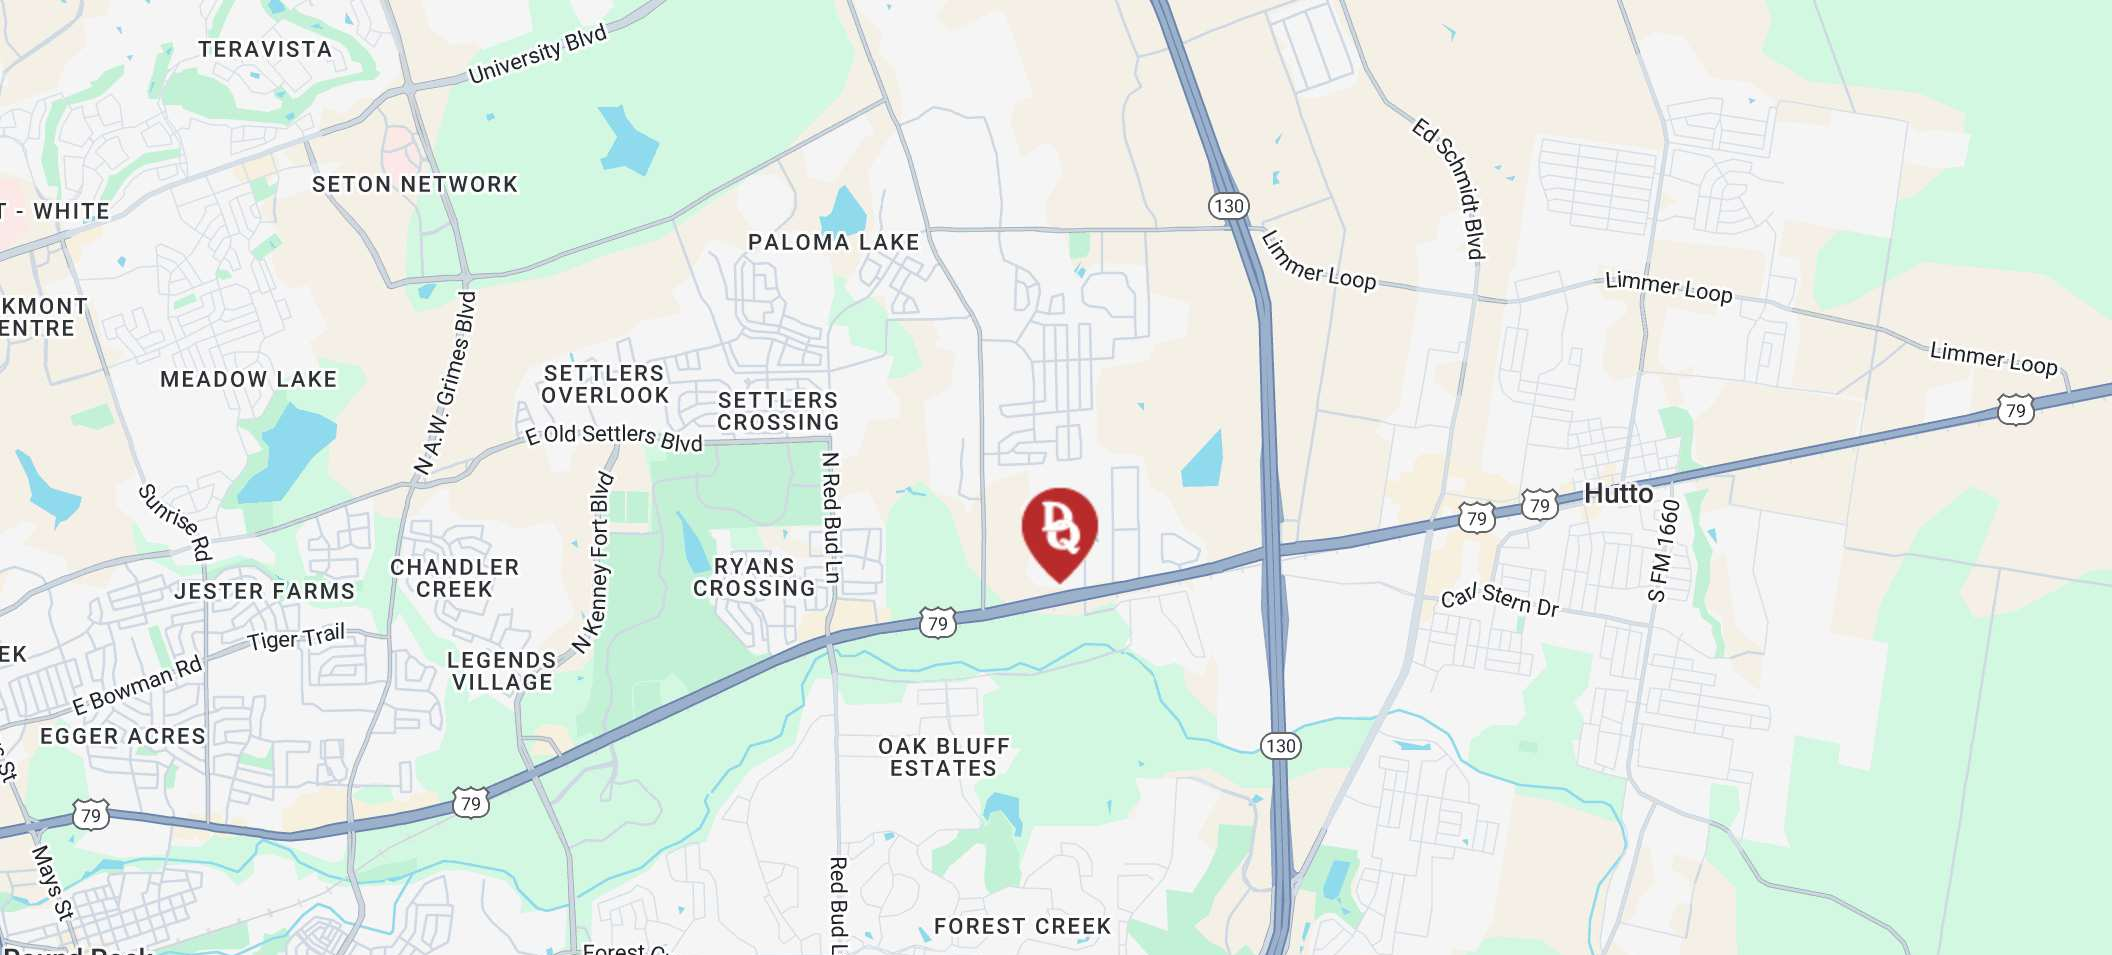 TERAVISTA
University Blvd
Ed Schmidt Blvd
SETON NETWORK
T - WHITE
130
PALOMA LAKE
Limmer Loop
Limmer Loop
KMONT
ENTRE
N A.W. Grimes Blvd
Limmer Loop
MEADOW LAKE
SETTLERS
OVERLOOK
SETTLERS
CROSSING
79
E Old Settlers Blvd
N Red Bud Ln
N Kenney Fort Blvd
Sunrise Rd
DQ
79
79
Hutto
S FM 1660
CHANDLER
CREEK
RYANS
CROSSING
JESTER FARMS
Carl Stern Dr
79
Tiger Trail
EK
E Bowman Rd
LEGENDS
VILLAGE
EGGER ACRES
OAK BLUFF
ESTATES
130
79
79
Mays St
Red Bud L
FOREST CREEK